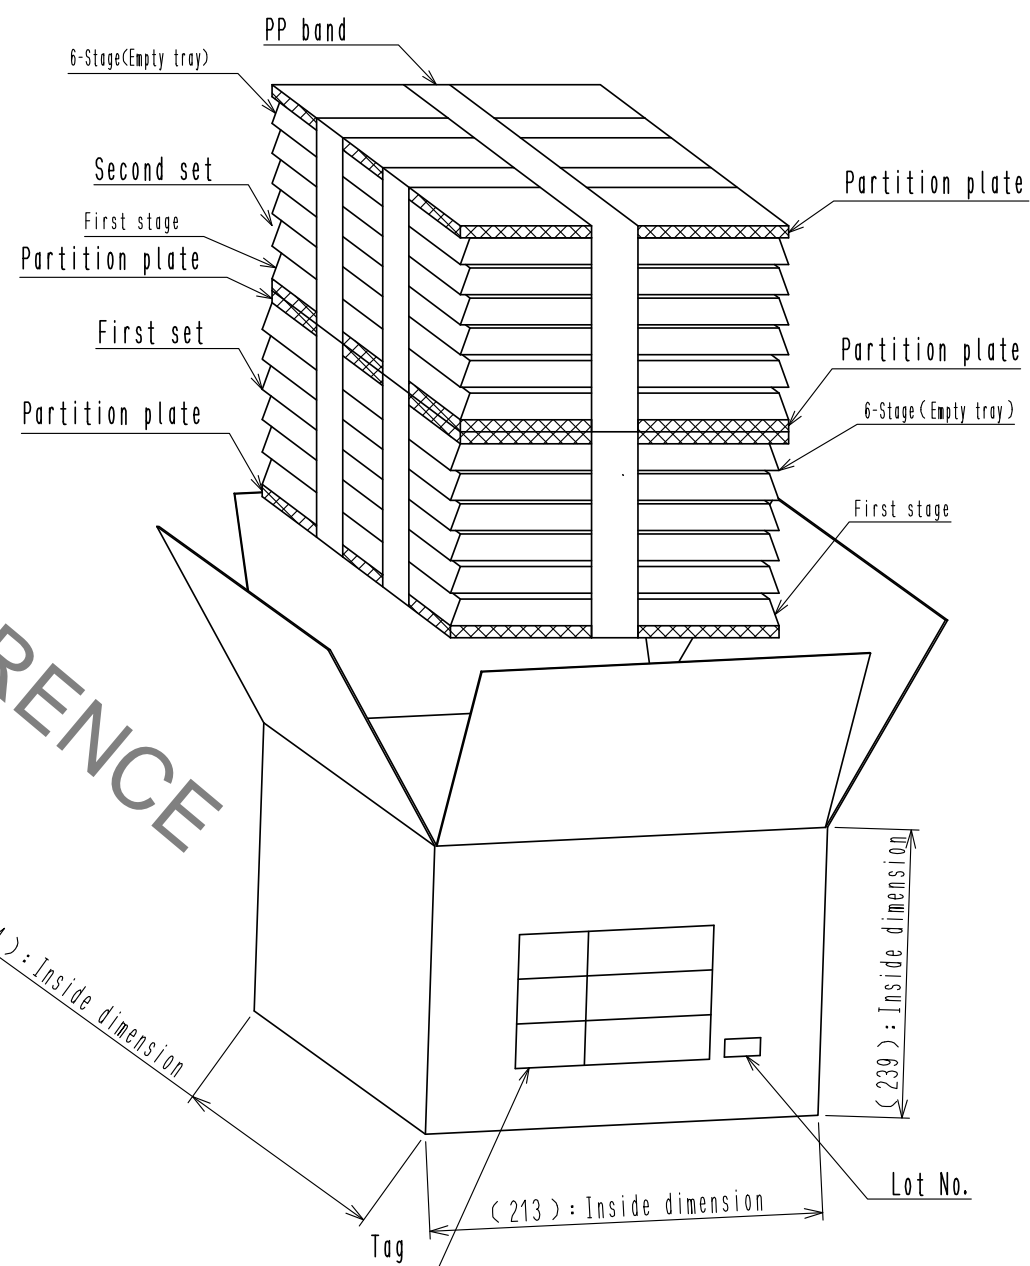 PP band
6-Stage(Empty tray)
Second set
Partition plate
First stage
Partition plate
First set
Partition plate
6-Stage(Empty tray)
Partition plate
First stage
RENCE
): Inside dimension
(239): Inside dimension
Lot No.
(213): Inside dimension
Tag